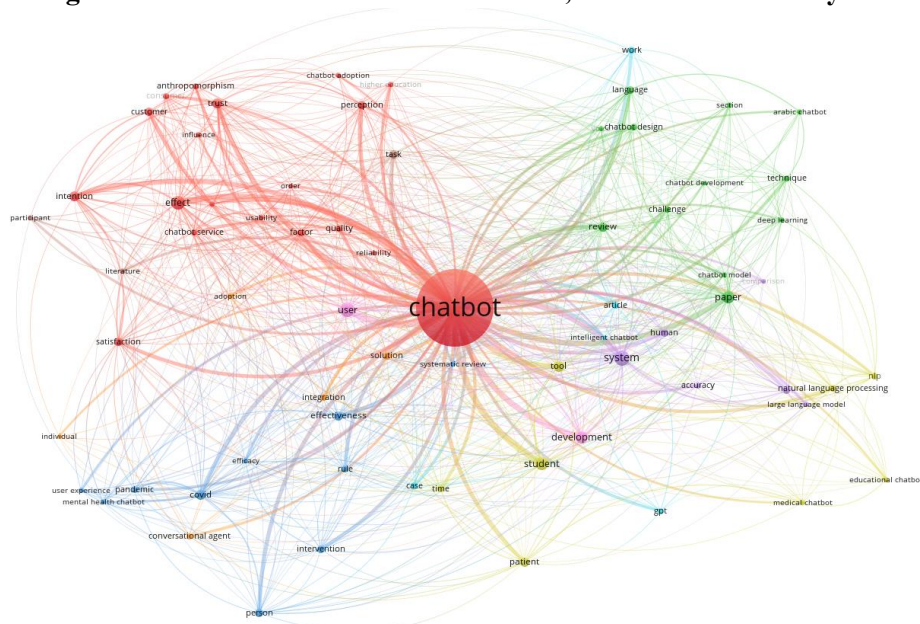 work
chatbot adoption
anthropomorphism
higher education
language
trust
perception
section
customer
arabic chatbot
chatbot design
influence
task
technique
chatbot development
order
intention
effect
challenge
participant
usability
deep learning
review
quality
chatbot service
factor
reliability
literature
chatbot model
comparison
adoption
paper
article
chatbot
user
human
intelligent chatbot
satisfaction
solution
system
systematic review
tool
nlp
accuracy
natural language processing
integration
large language model
effectiveness
individual
development
efficacy
student
rule
educational chatbo
case
time
user experience
pandemic
covid
mental health chatbot
medical chatbot
gpt
conversational agent
intervention
patient
person